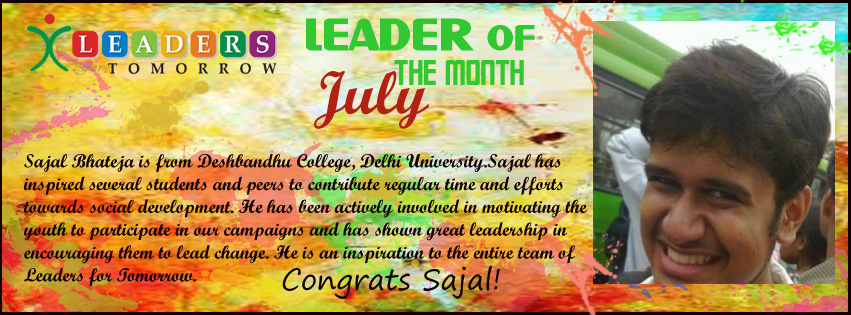 LEADERS
for
TOMORROW
LEADER OF
THE MONTH
July
Sajal Bhateja is from Deshbandhu College, Delhi University.Sajal has
inspired several students and peers to contribute regular time and efforts
towards social development. He has been actively involved in motivating the
youth to participate in our campaigns and has shown great leadership in
encouraging them to lead change. He is an inspiration to the entire team of
Leaders for Tomorrow.
Congrats Sajal!